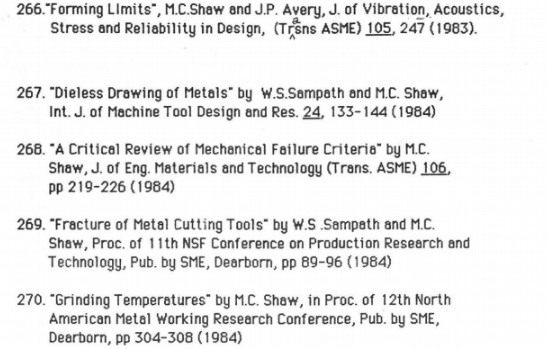 266."Forming LImits", M.C.Shaw and J.P. Avery, J. of Vibration, Acoustics,
Stress and Reliability in Design, (Trasns ASME) 105, 247 (1983).
267. "Dieless Drawing of Metals" by W.S.Sampath and M.C. Shaw,
Int. J. of Machine Tool Design and Res. 24, 133-144 (1984)
268. "A Critical Review of Mechanical Failure Criteria" by M.C.
Shaw, J. of Eng. Materials and Technology (Trans. ASME) 106,
pp 219-226 (1984)
269. "Fracture of Metal Cutting Tools" by W.S .Sampath and M.C.
Shaw, Proc. of 11th NSF Conference on Production Research and
Technology, Pub. by SME, Dearborn, pp 89-96 (1984)
270. "Grinding Temperatures" by M.C. Shaw, in Proc. of 12th North
American Metal Working Research Conference, Pub. by SME,
Dearborn, pp 304-308 (1984)